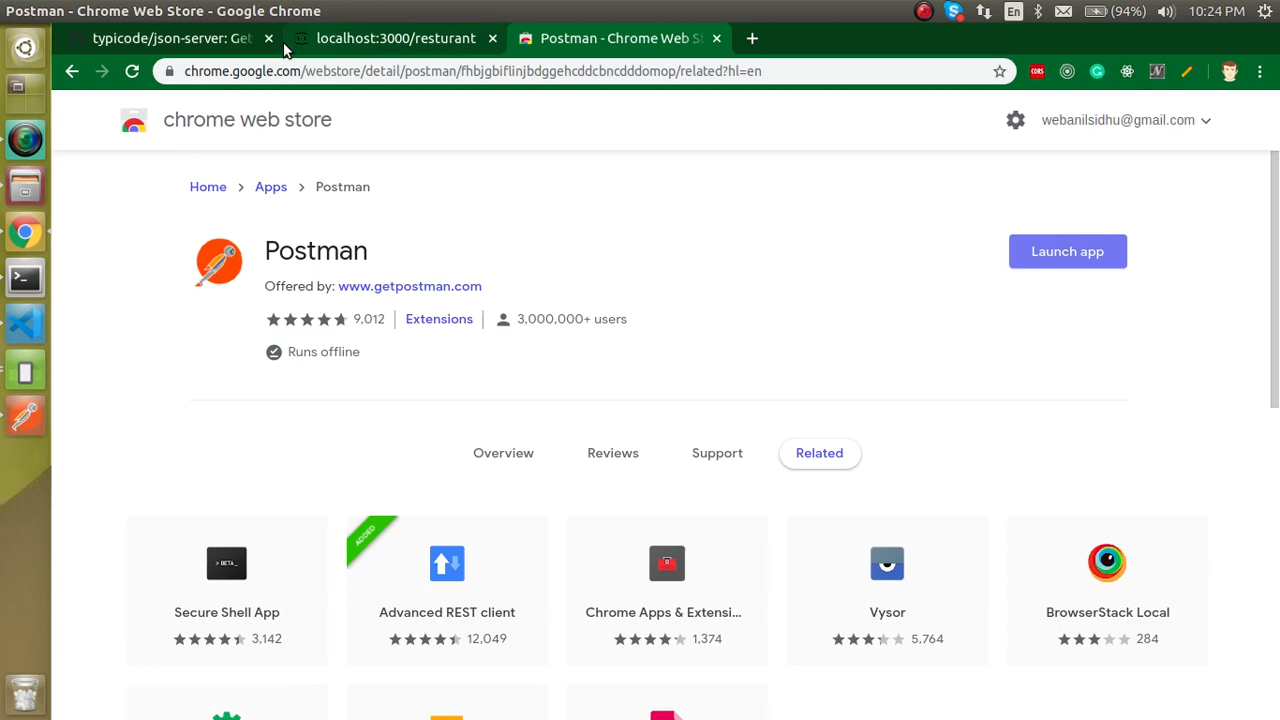 Postman - Chrome Web Store - Google Chrome
En
(94%)
10:24 PM
typicode/json-server: Get
localhost:3000/resturant
Postman - Chrome Web S
chrome.google.com/webstore/detail/postman/fhbjgbiflinjbdggehcddcbncdddomop/related?hl=en
CORS
chrome web store
webanilsidhu@gmail.com
Home
Apps
Postman
Postman
Launch app
Offered by: www.getpostman.com
9,012
Extensions
3,000,000+ users
Runs offline
Overview
Reviews
Support
Related
> BETA_
ADDED
Secure Shell App
Advanced REST client
Chrome Apps & Extensi...
Vysor
BrowserStack Local
3,142
12,049
1,374
5,764
284